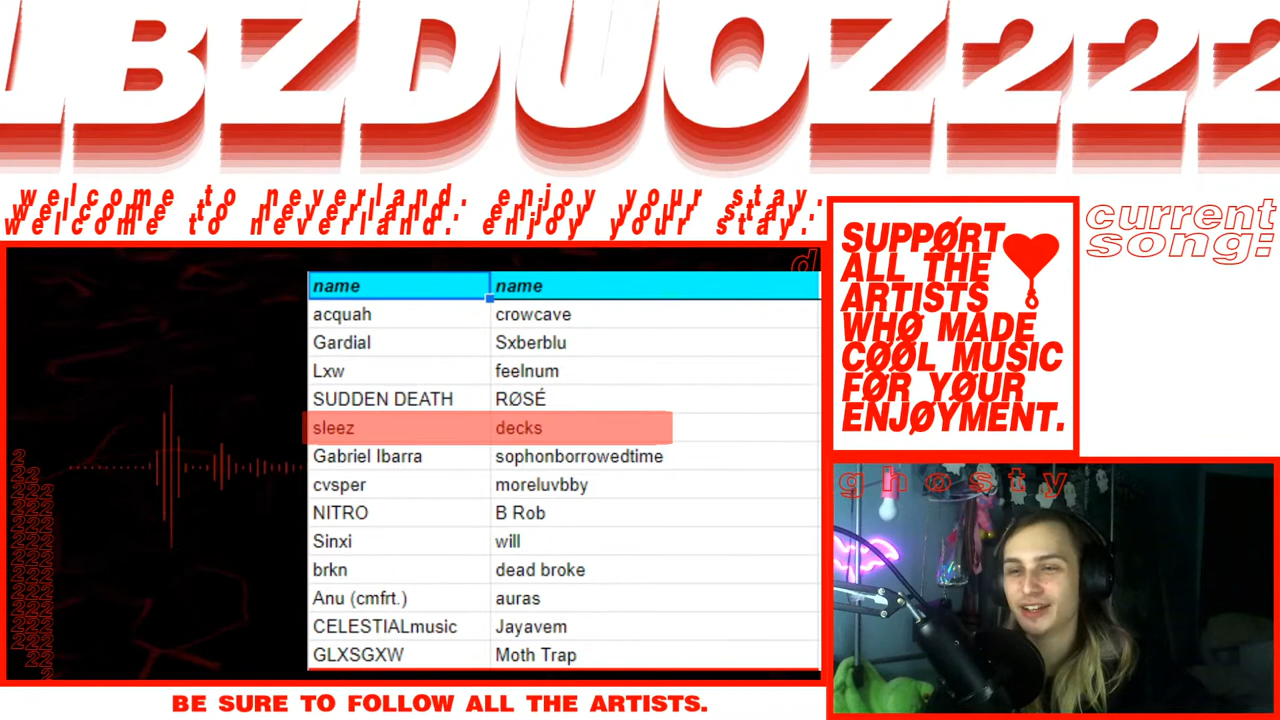 LBZDUOZ222
welcome to neverland. enjoy your stay.
welcome to neverland. enjoy your stay.
SUPPØRT
ALL THE
ARTISTS
WHØ MADE
CØØL MUSIC
FØR YØUR
ENJØYMENT.
current
song:
d
name name
acquah crowcave
Gardial Sxberblu
Lxw feelnum
SUDDEN DEATH RØSÉ
sleez decks
Gabriel Ibarra sophonborrowedtime
cvsper moreluvbby
NITRO B Rob
Sinxi will
brkn dead broke
Anu (cmfrt.) auras
CELESTIALmusic Jayavem
GLXSGXW Moth Trap
ghøsty
BE SURE TO FOLLOW ALL THE ARTISTS.